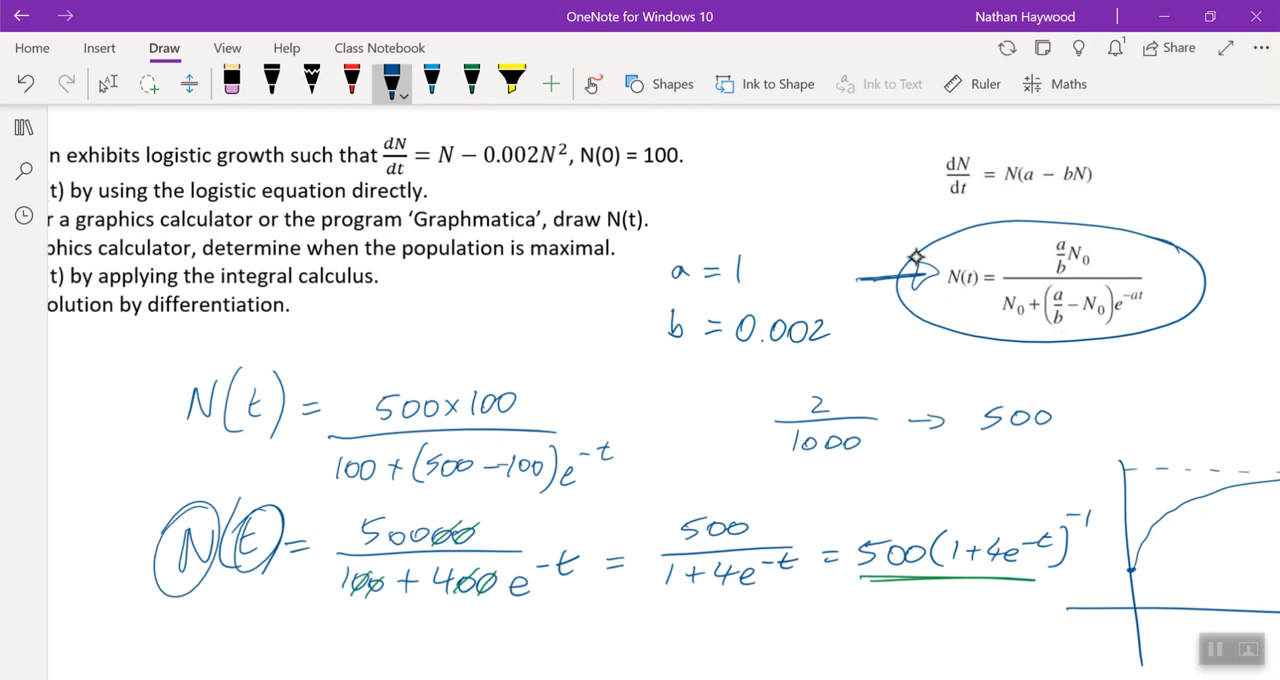 OneNote for Windows 10
Nathan Haywood
Home Insert Draw View Help Class Notebook
1 Share
Shapes Ink to Shape Ink to Text Ruler Maths
n exhibits logistic growth such that dN/dt = N − 0.002N², N(0) = 100.
t) by using the logistic equation directly.
r a graphics calculator or the program ‘Graphmatica’, draw N(t).
phics calculator, determine when the population is maximal.
t) by applying the integral calculus.
olution by differentiation.
dN/dt = N(a − bN)
N(t) = (a/b N₀)/(N₀ + (a/b − N₀)e^(−at))
a = 1
b = 0.002
N(t) = (500×100)/(100 + (500 − 100)e^(−t))
2/1000 → 500
N(t) = 50000/(100 + 400e^(−t)) = 500/(1+4e^(−t)) = 500(1+4e^(−t))^(−1)